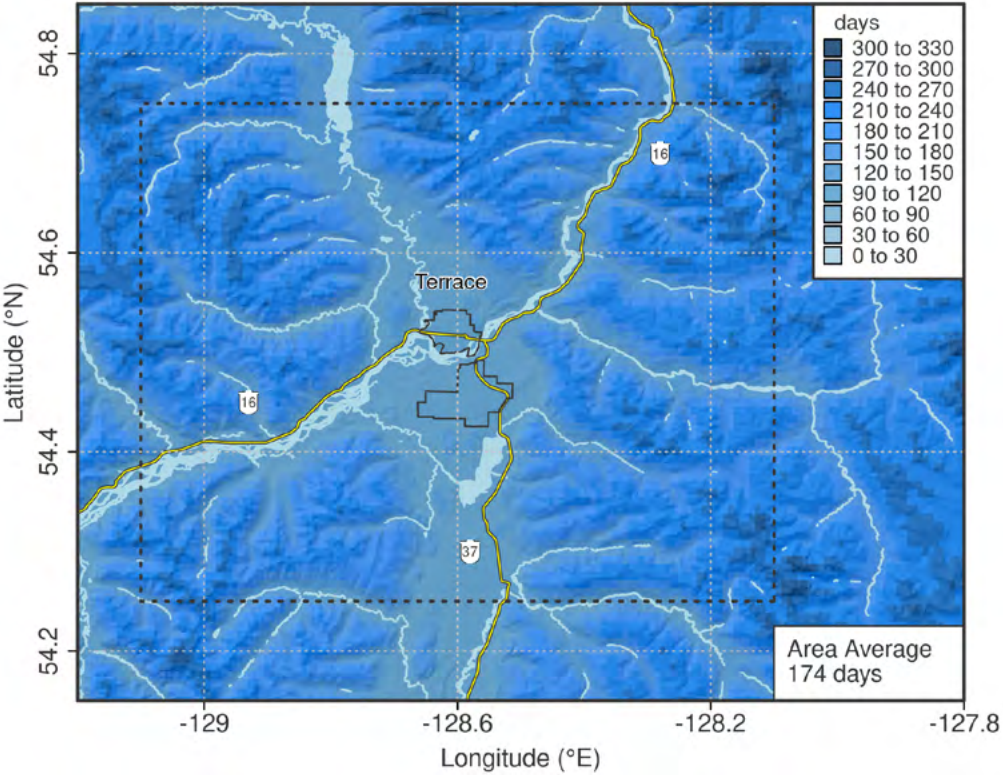 days
300 to 330
270 to 300
240 to 270
210 to 240
180 to 210
150 to 180
120 to 150
90 to 120
60 to 90
30 to 60
0 to 30
54.8
54.6
54.4
54.2
Latitude (°N)
16
Terrace
16
37
Area Average
174 days
-129
-128.6
-128.2
-127.8
Longitude (°E)